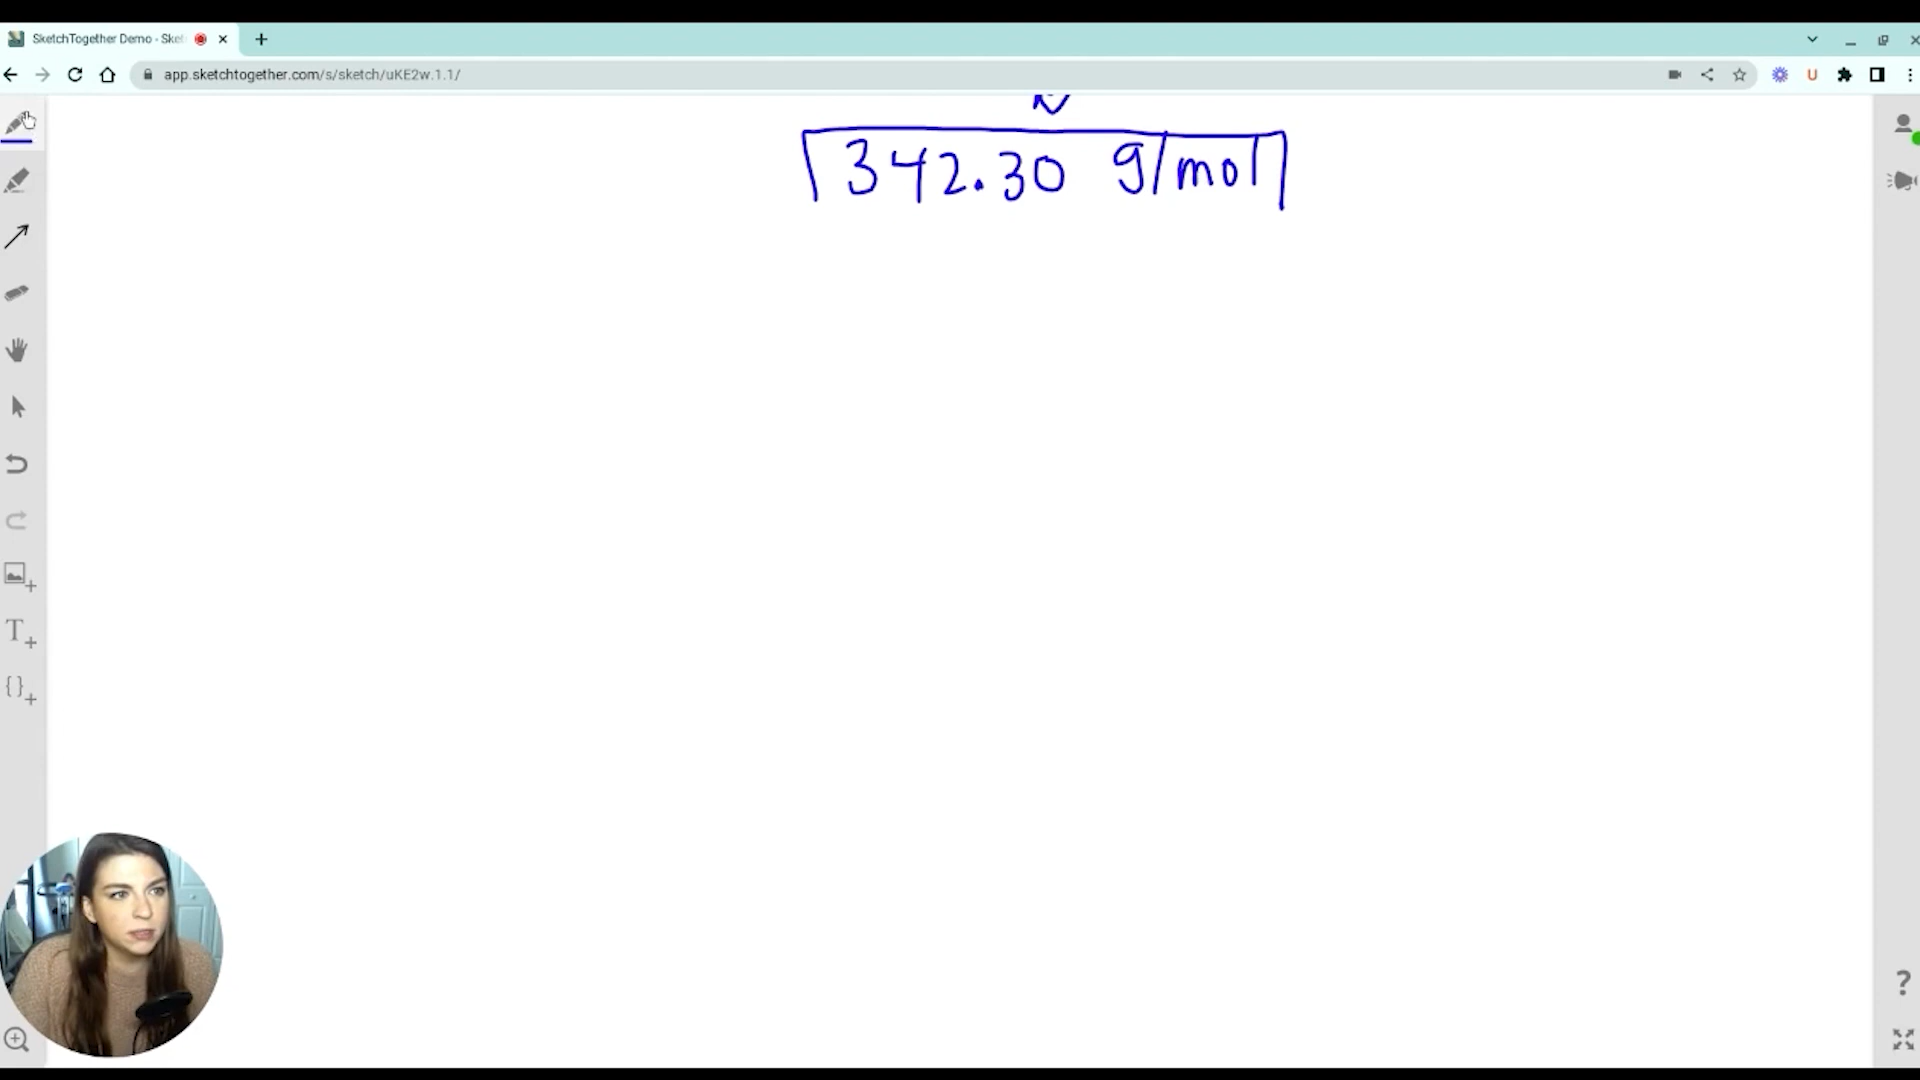 SketchTogether Demo - Sket
app.sketchtogether.com/s/sketch/uKE2w.1.1/
U
342.30 g/mol
T+
{}+
?